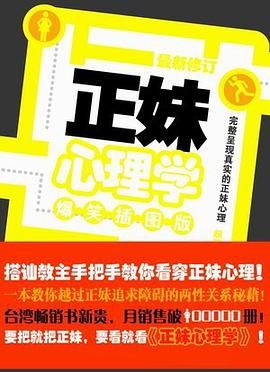 最新修订
正妹
心理学
爆笑插图版
完整呈现真实的正妹心理
搭讪教主手把手教你看穿正妹心理!
一本教你越过正妹追求障碍的两性关系秘籍!
台湾畅销书新贵,月销售破100000册!
要把就把正妹,要看就看《正妹心理学》!